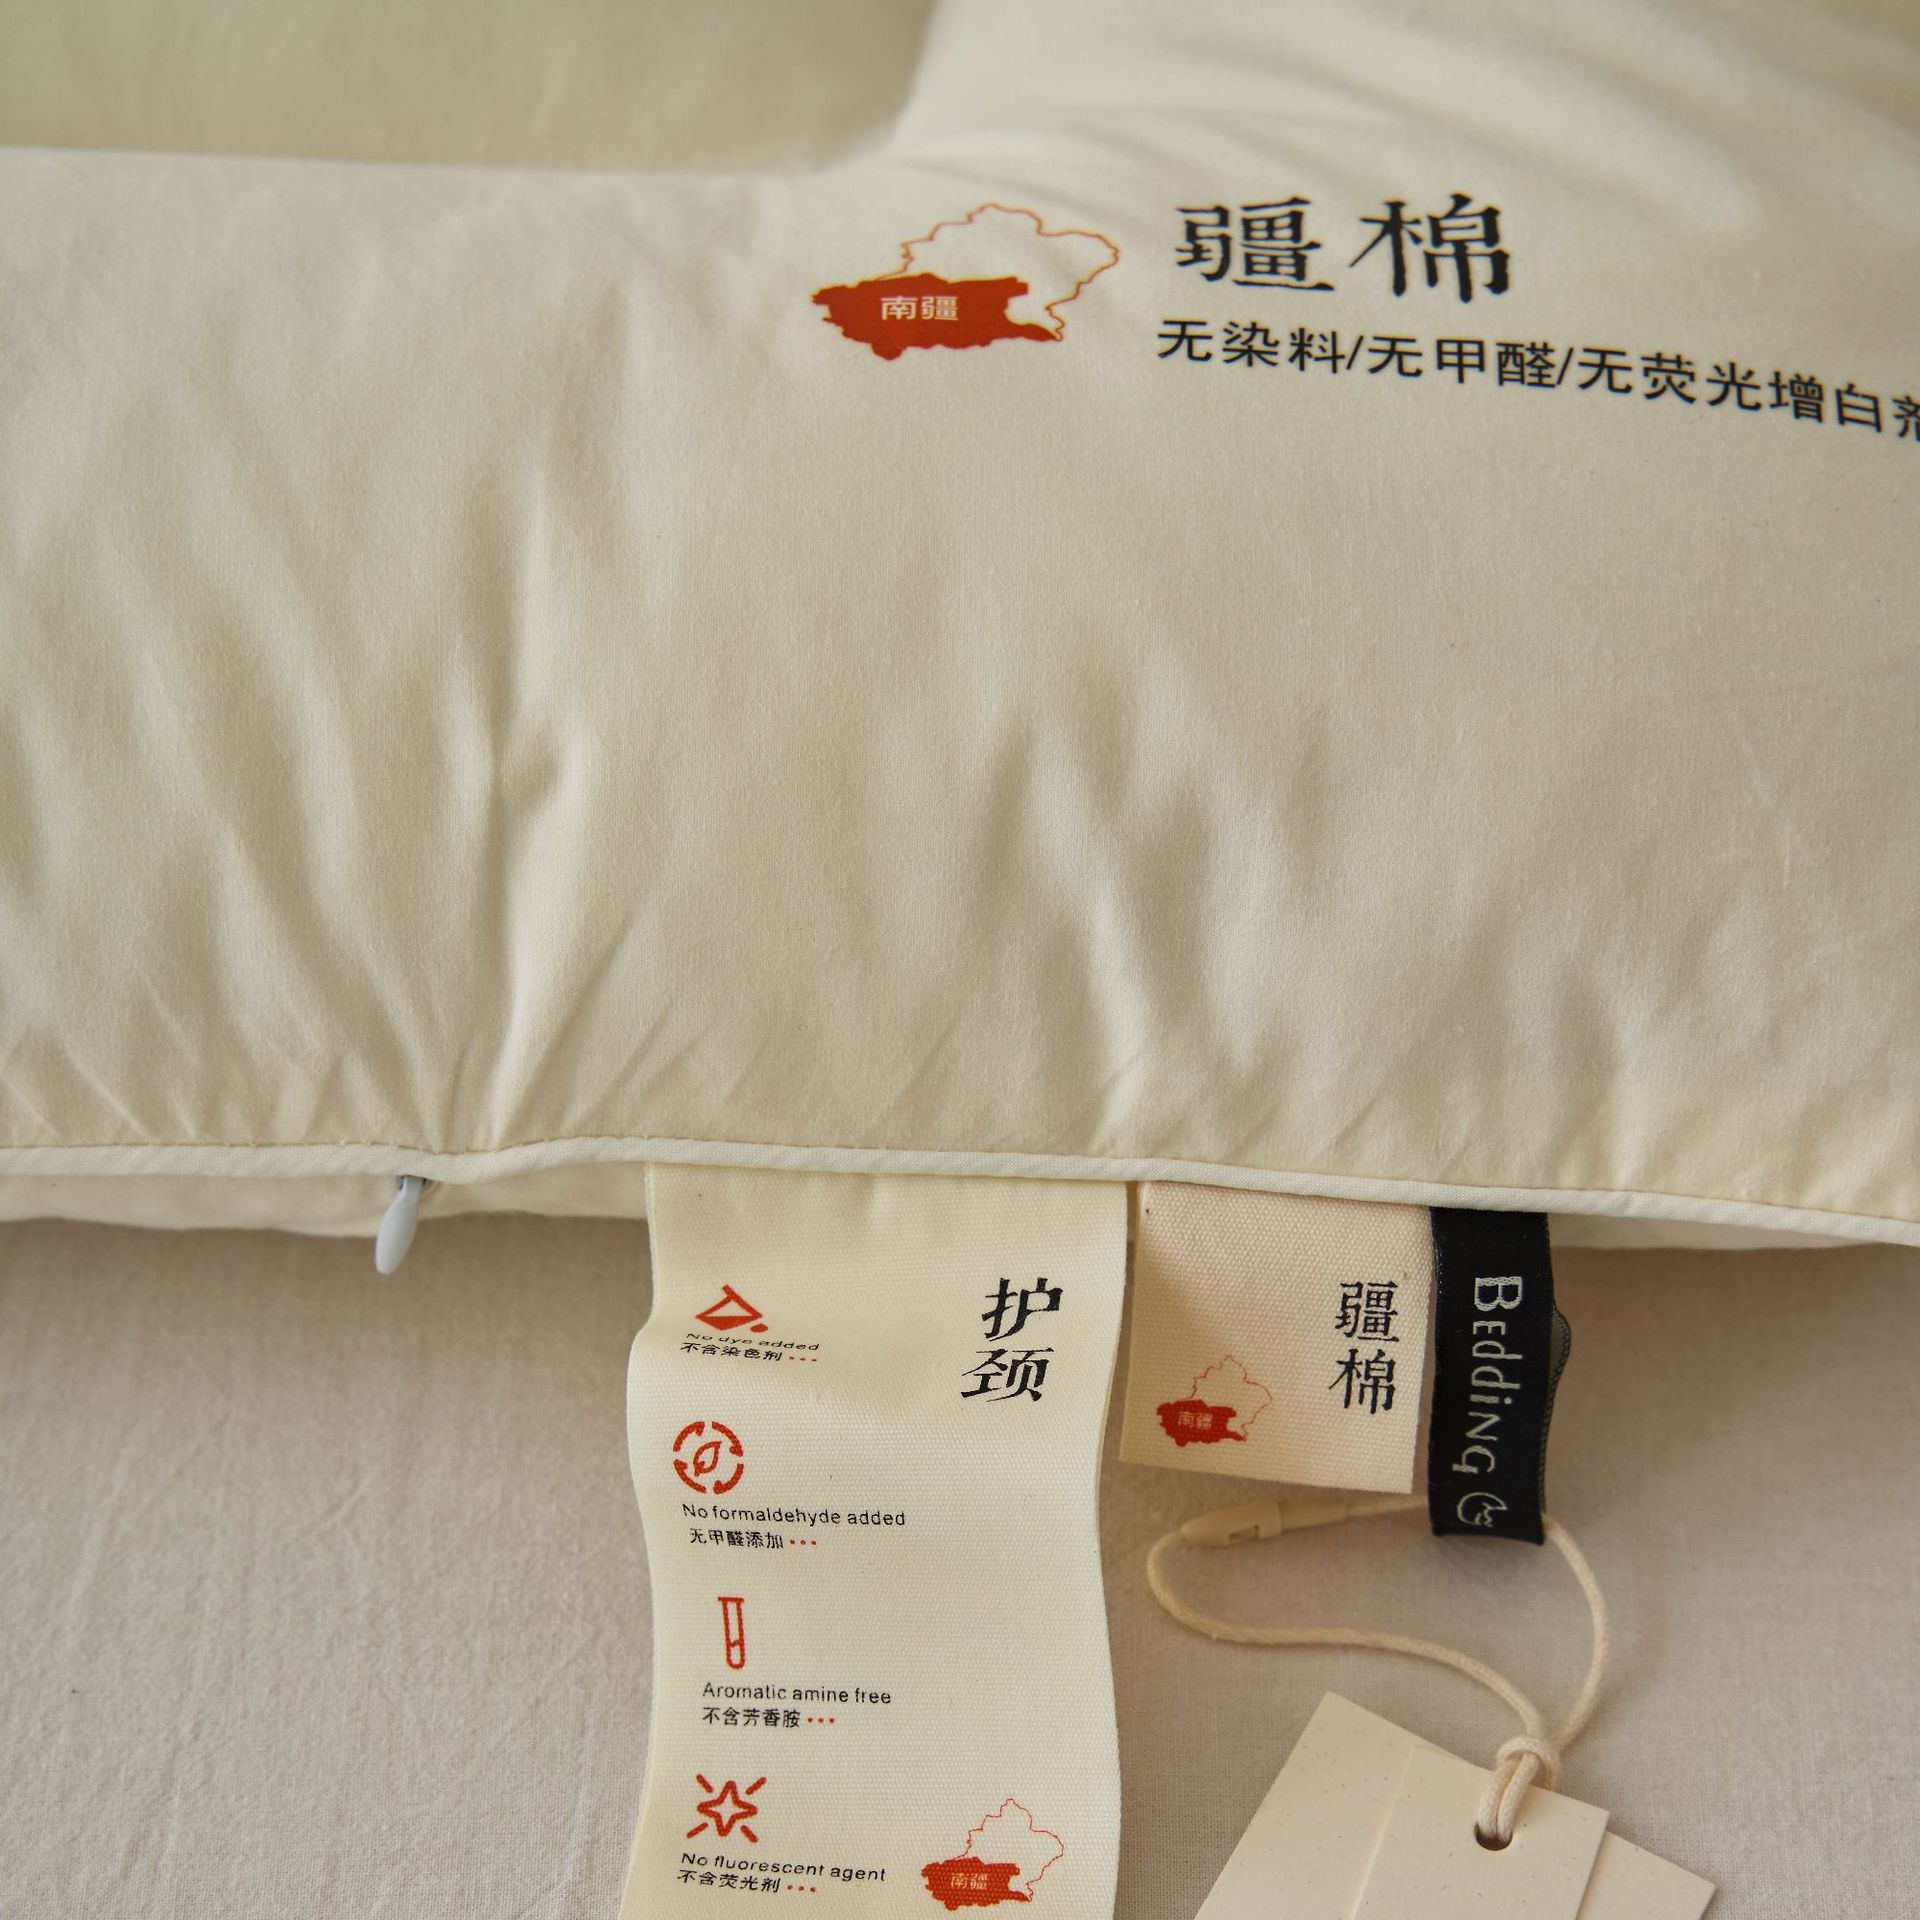 疆棉
南疆
无染料/无甲醛/无荧光增白剂
护颈
No dye added
不含染色剂
No formaldehyde added
无甲醛添加
Aromatic amine free
不含芳香胺
No fluorescent agent
不含荧光剂
南疆
疆棉
南疆
Bedding